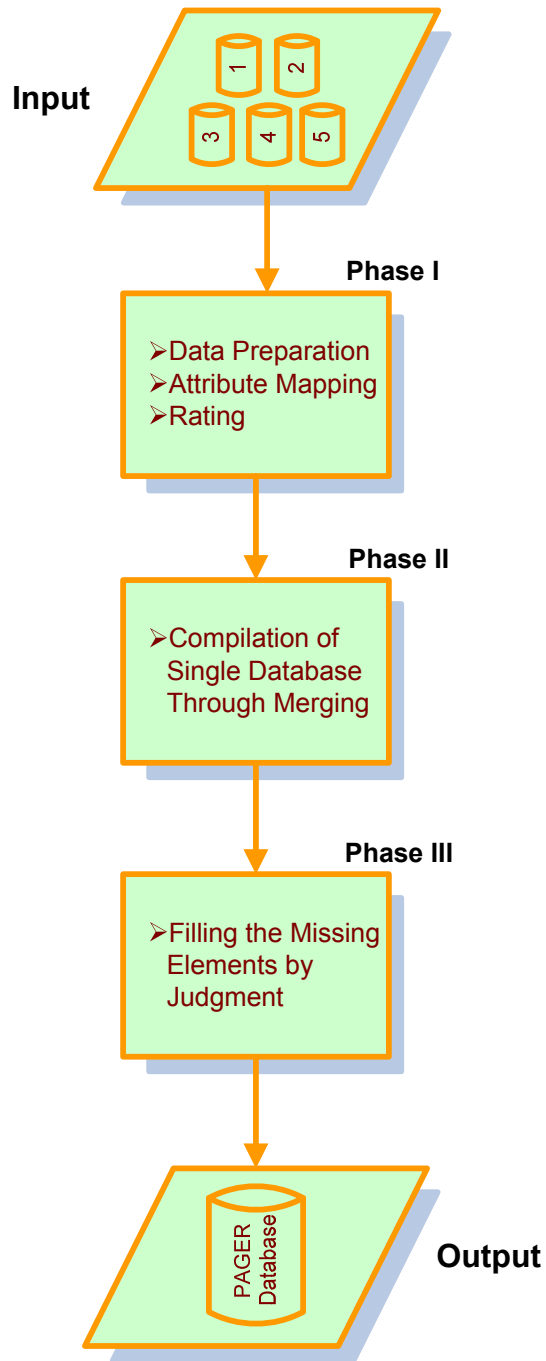 Input
1 2
3 4 5
Phase I
➢Data Preparation
➢Attribute Mapping
➢Rating
Phase II
➢Compilation of
Single Database
Through Merging
Phase III
➢Filling the Missing
Elements by
Judgment
PAGER
Database
Output